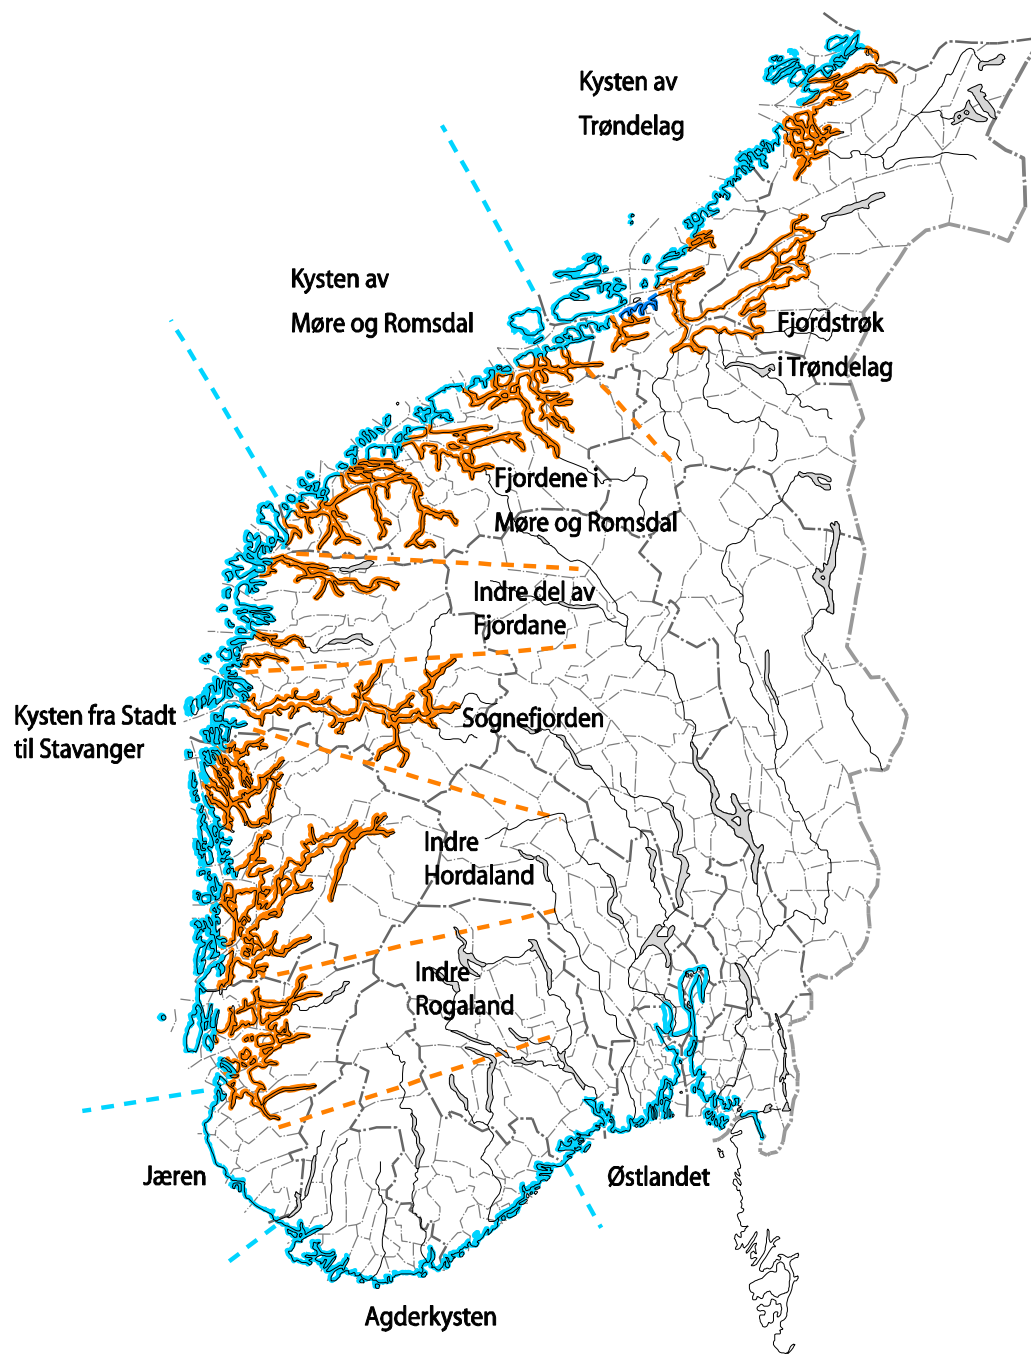 Kysten av
Trøndelag
Kysten av
Møre og Romsdal
Fjordstrøk
i Trøndelag
Fjordene i
Møre og Romsdal
Indre del av
Fjordane
Kysten fra Stadt
til Stavanger
Sognefjorden
Indre
Hordaland
Indre
Rogaland
Jæren
Østlandet
Agderkysten